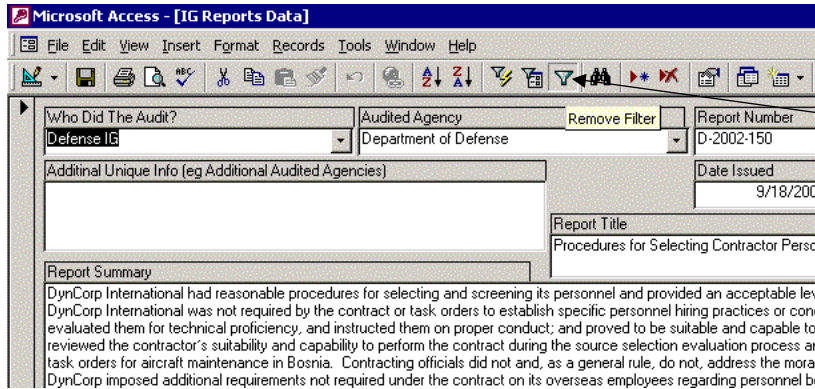 Microsoft Access - [IG Reports Data]
File Edit View Insert Format Records Tools Window Help
ABC
A Z Z A
Who Did The Audit? Audited Agency Remove Filter Report Number
Defense IG Department of Defense D-2002-150
Additinal Unique Info (eg Additional Audited Agencies) Date Issued
9/18/200
Report Title
Procedures for Selecting Contractor Perso
Report Summary
DynCorp International had reasonable procedures for selecting and screening its personnel and provided an acceptable lev
DynCorp International was not required by the contract or task orders to establish specific personnel hiring practices or con
evaluated them for technical proficiency, and instructed them on proper conduct; and proved to be suitable and capable to
reviewed the contractor's suitability and capability to perform the contract during the source selection evaluation process a
task orders for aircraft maintenance in Bosnia. Contracting officials did not and, as a general rule, do not, address the mora
DynCorp imposed additional requirements not required under the contract on its overseas employees regarding personnel b